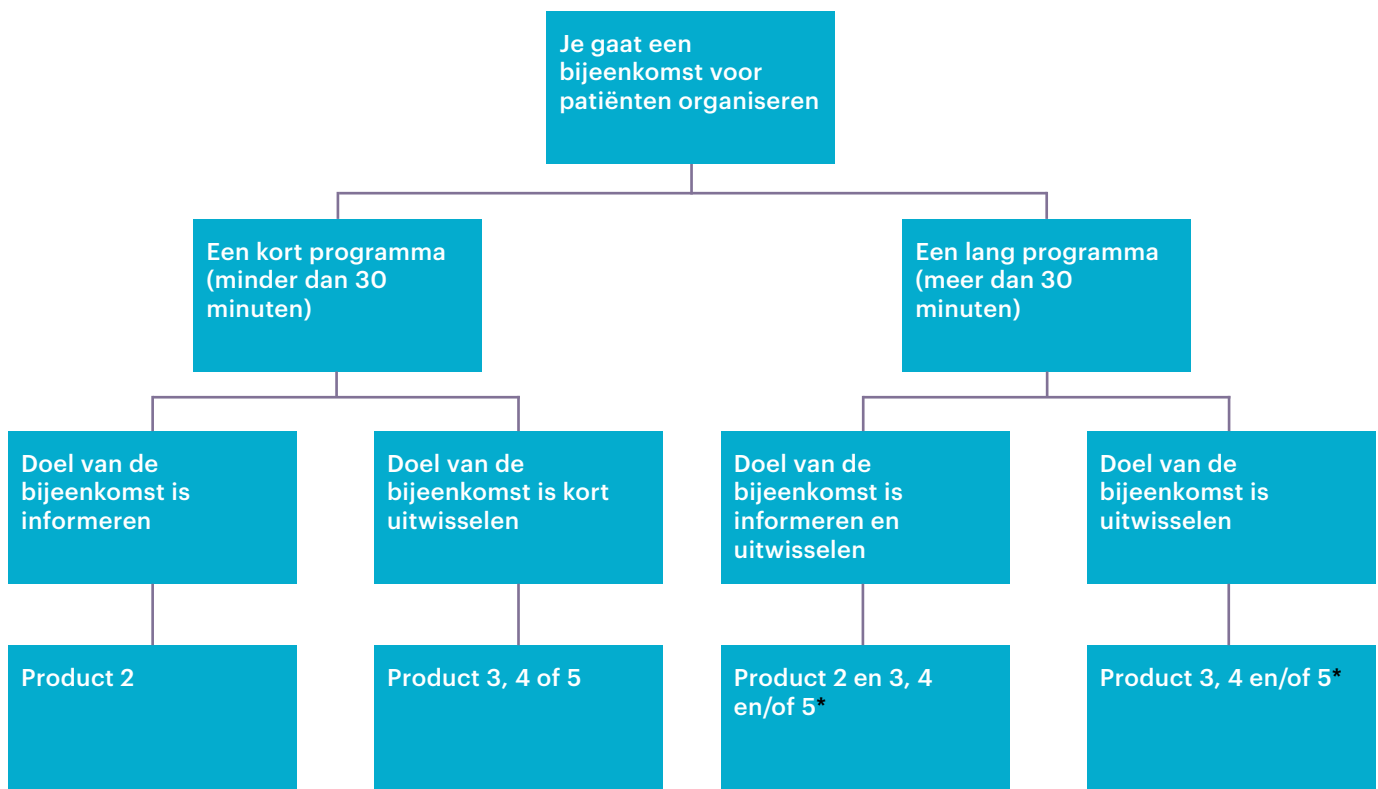 Je gaat een
bijeenkomst voor
patiënten organiseren
Een kort programma
(minder dan 30
minuten)
Een lang programma
(meer dan 30
minuten)
Doel van de
bijeenkomst is
informeren
Doel van de
bijeenkomst is kort
uitwisselen
Doel van de
bijeenkomst is
informeren en
uitwisselen
Doel van de
bijeenkomst is
uitwisselen
Product 2
Product 3, 4 of 5
Product 2 en 3, 4
en/of 5*
Product 3, 4 en/of 5*